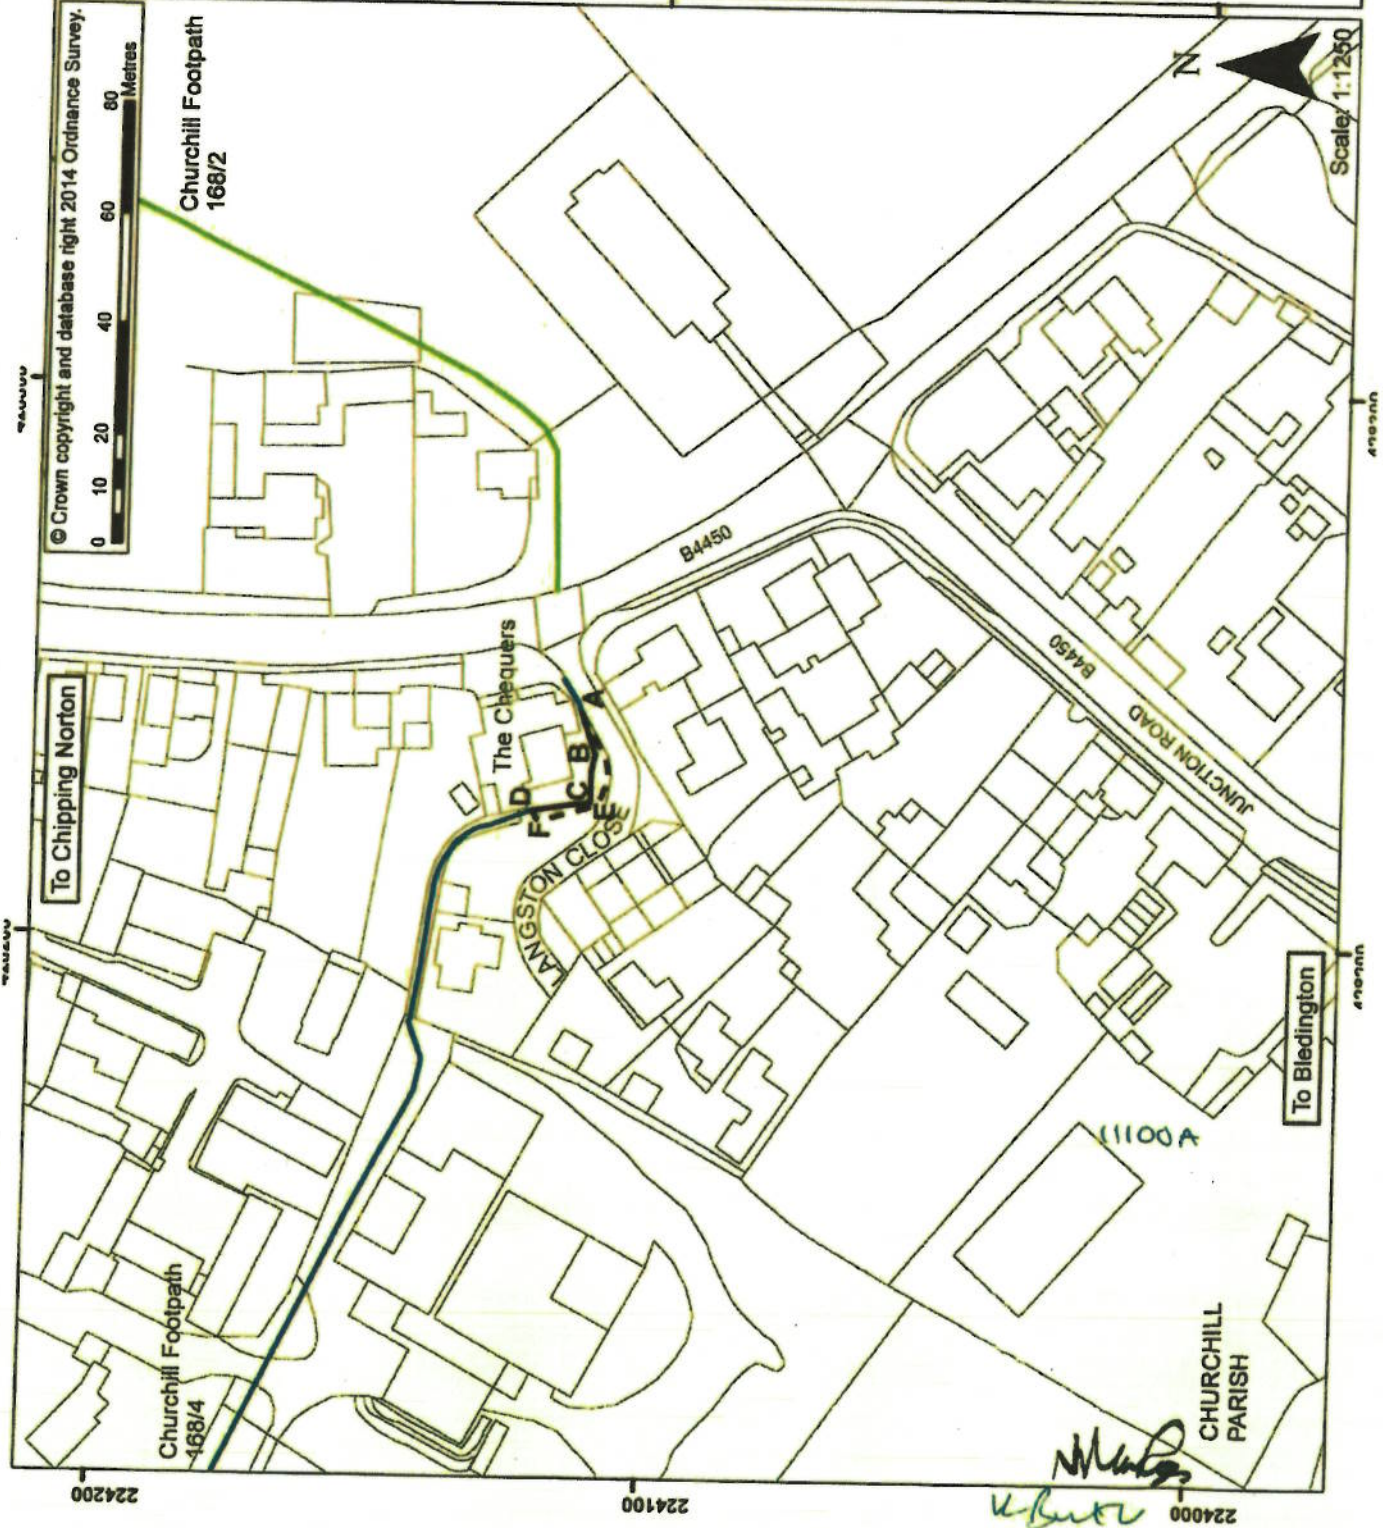 © Crown copyright and database right 2014 Ordnance Survey.
0 10 20 40 60 80
Metres
Churchill Footpath
168/2
N
Scale: 1:1250
To Chipping Norton
The Chequers
B4450
A
B
C
D
E
F
LANGSTON CLOSE
B4450
JUNCTION ROAD
To Bledington
11100A
Churchill Footpath
168/4
CHURCHILL
PARISH
224200
224100
224000